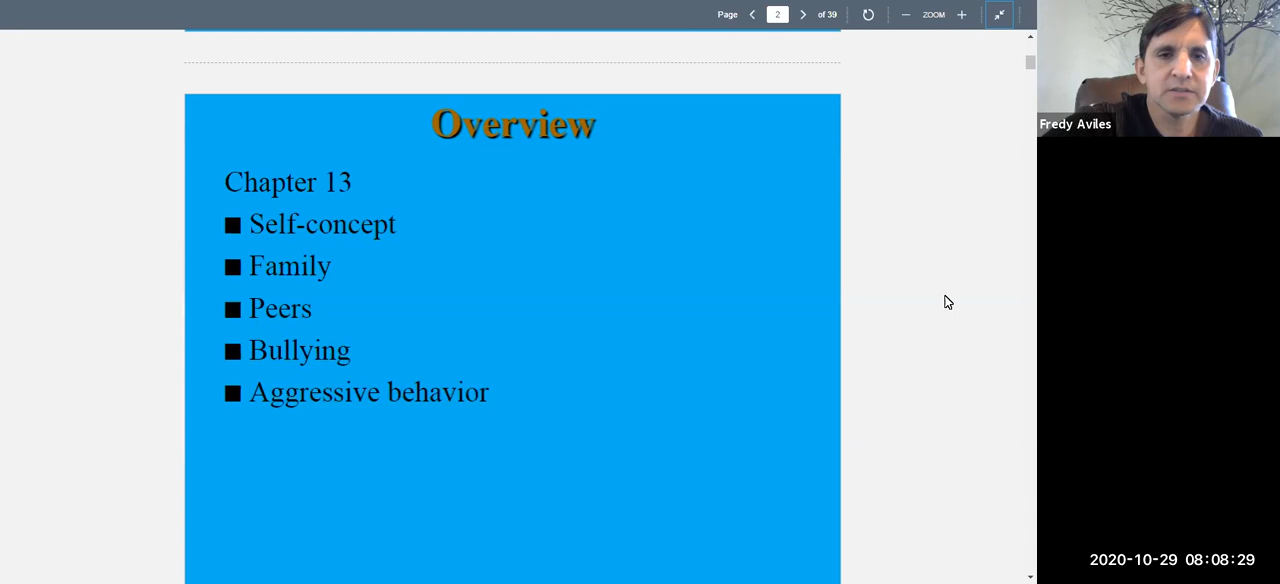 Page 2 of 39 ZOOM
Overview
Chapter 13
■ Self-concept
■ Family
■ Peers
■ Bullying
■ Aggressive behavior
Fredy Aviles
2020-10-29 08:08:29